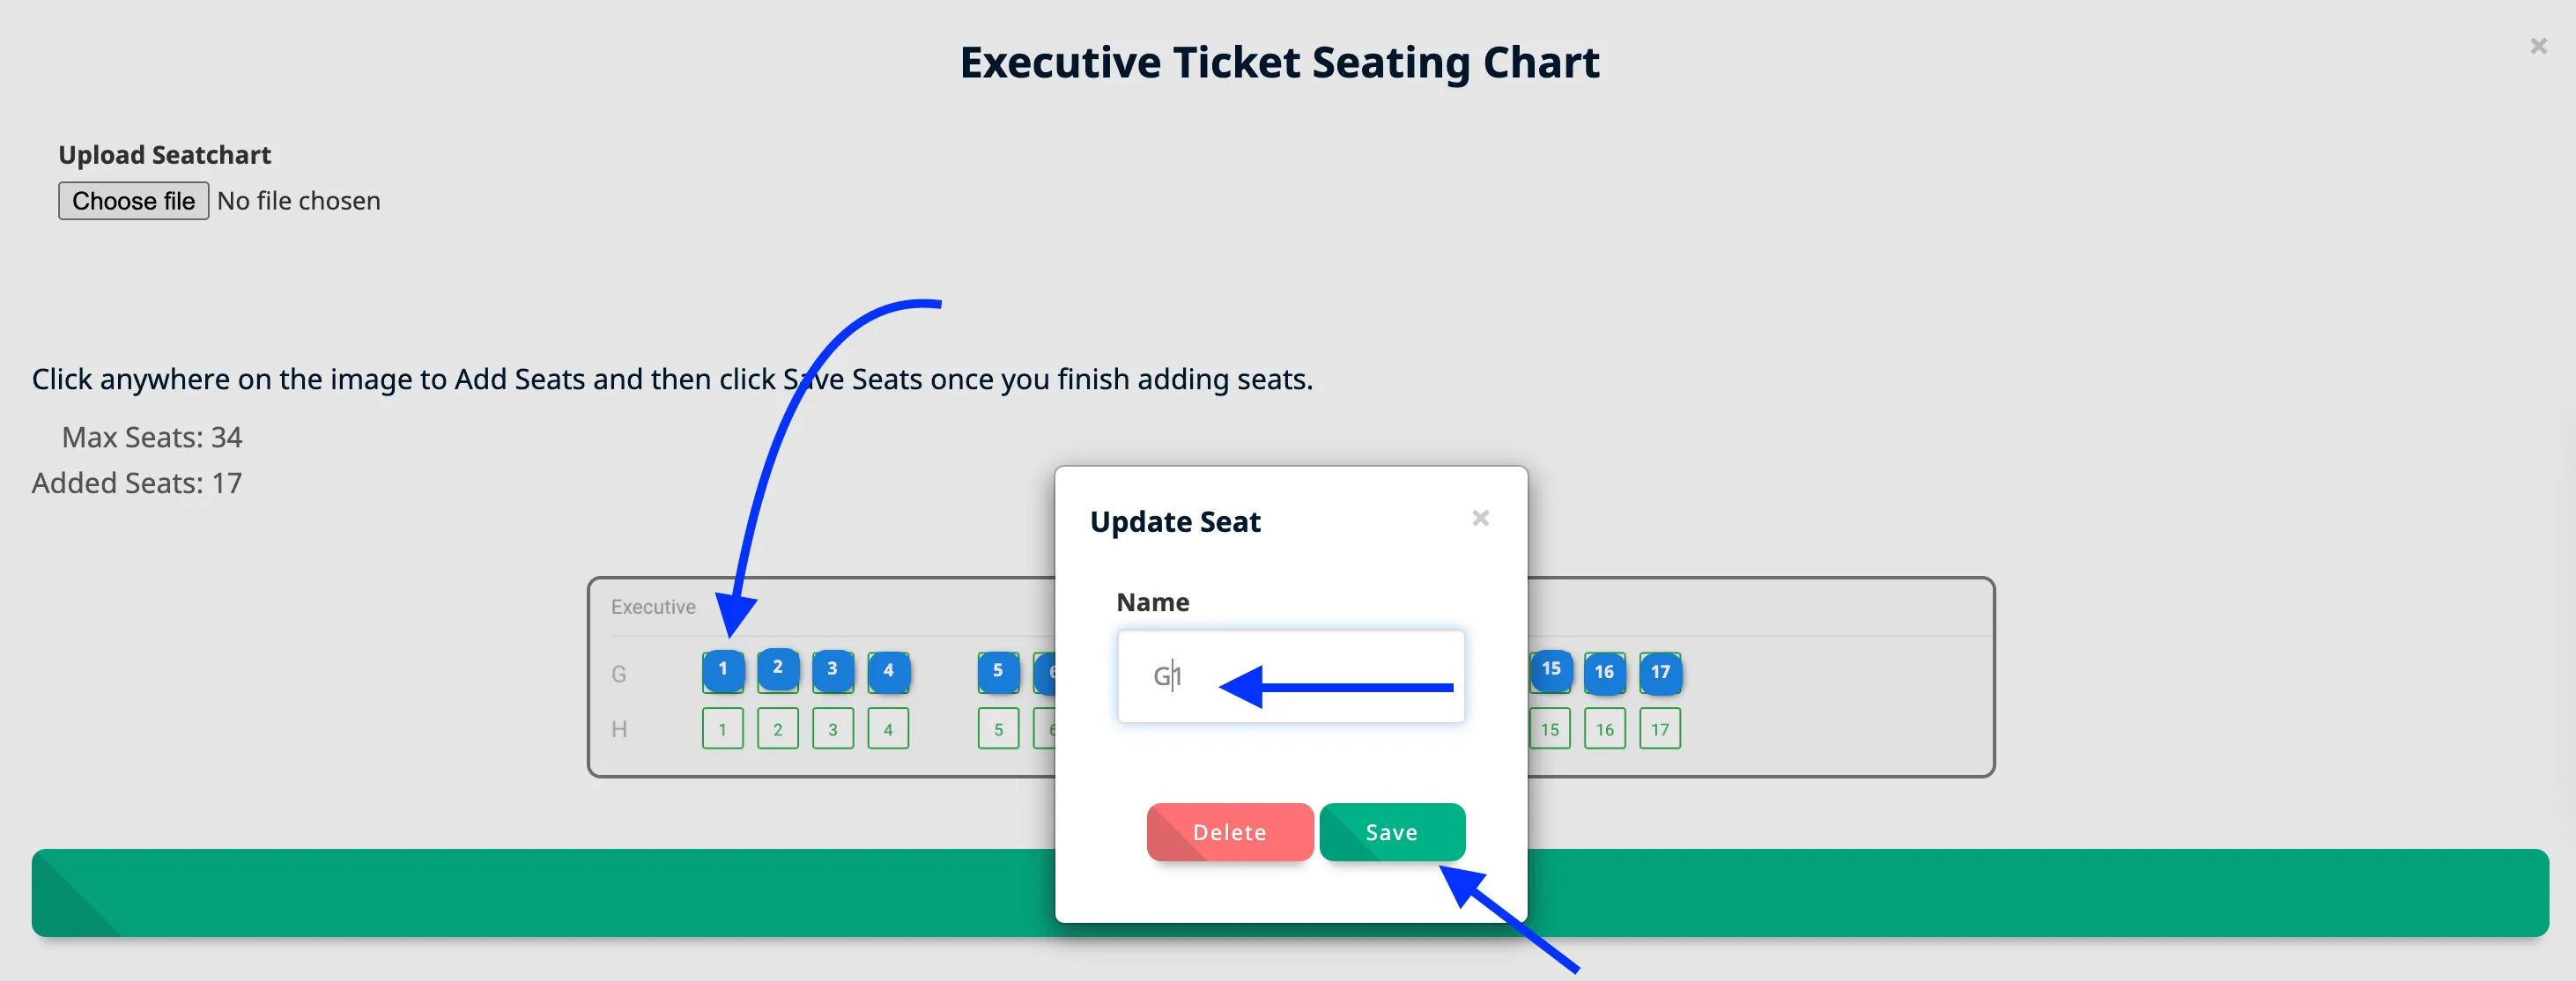 Executive Ticket Seating Chart
×
Upload Seatchart
Choose file No file chosen
Click anywhere on the image to Add Seats and then click Save Seats once you finish adding seats.
Max Seats: 34
Added Seats: 17
Update Seat ×
Name
G1
Delete Save
Executive
G 1 2 3 4 5 6 15 16 17
H 1 2 3 4 5 6 15 16 17